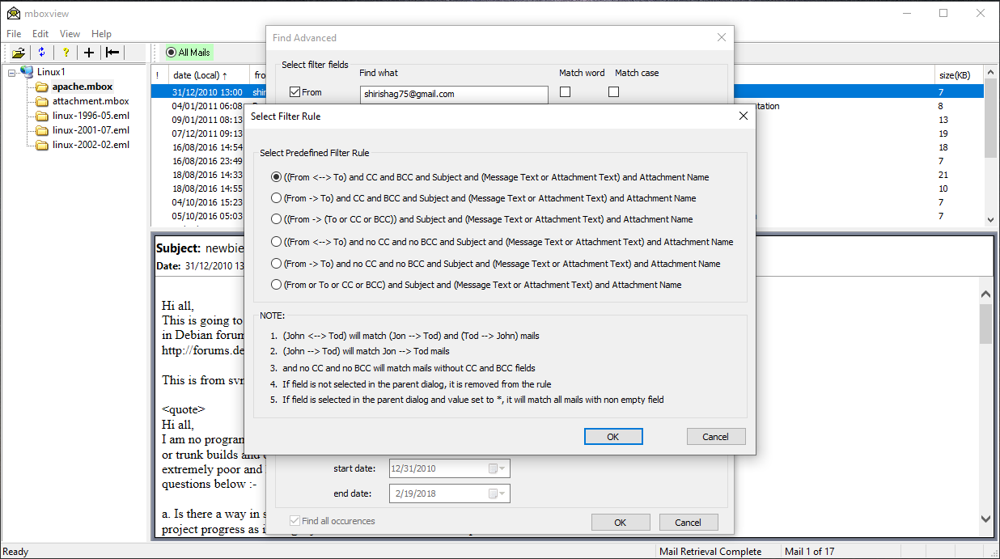 mboxview
File Edit View Help
All Mails
Linux1
apache.mbox
attachment.mbox
linux-1996-05.eml
linux-2001-07.eml
linux-2002-02.eml
! date (Local) ↑ fro size(KB)
31/12/2010 13:00 shir 7
04/01/2011 06:08 tation 8
09/01/2011 08:13 13
07/12/2011 09:13 19
16/08/2016 14:54 18
16/08/2016 23:49 7
18/08/2016 14:33 21
18/08/2016 14:55 10
04/10/2016 15:23 7
05/10/2016 05:03 7
Find Advanced
Select filter fields
Find what Match word Match case
From shirishag75@gmail.com
Select Filter Rule
Select Predefined Filter Rule
((From <--> To) and CC and BCC and Subject and (Message Text or Attachment Text) and Attachment Name
(From -> To) and CC and BCC and Subject and (Message Text or Attachment Text) and Attachment Name
((From -> (To or CC or BCC)) and Subject and (Message Text or Attachment Text) and Attachment Name
((From <--> To) and no CC and no BCC and Subject and (Message Text or Attachment Text) and Attachment Name
(From -> To) and no CC and no BCC and Subject and (Message Text or Attachment Text) and Attachment Name
(From or To or CC or BCC) and Subject and (Message Text or Attachment Text) and Attachment Name
NOTE:
1. (John <--> Tod) will match (Jon --> Tod) and (Tod --> John) mails
2. (John --> Tod) will match Jon --> Tod mails
3. and no CC and no BCC will match mails without CC and BCC fields
4. If field is not selected in the parent dialog, it is removed from the rule
5. If field is selected in the parent dialog and value set to *, it will match all mails with non empty field
OK Cancel
start date: 12/31/2010
end date: 2/19/2018
Find all occurences
OK Cancel
Subject: newbie
Date: 31/12/2010 13
Hi all,
This is going to
in Debian forum
http://forums.de
This is from svn
<quote>
Hi all,
I am no program
or trunk builds and
extremely poor and
questions below :-
a. Is there a way in s
project progress as i
Ready
Mail Retrieval Complete
Mail 1 of 17